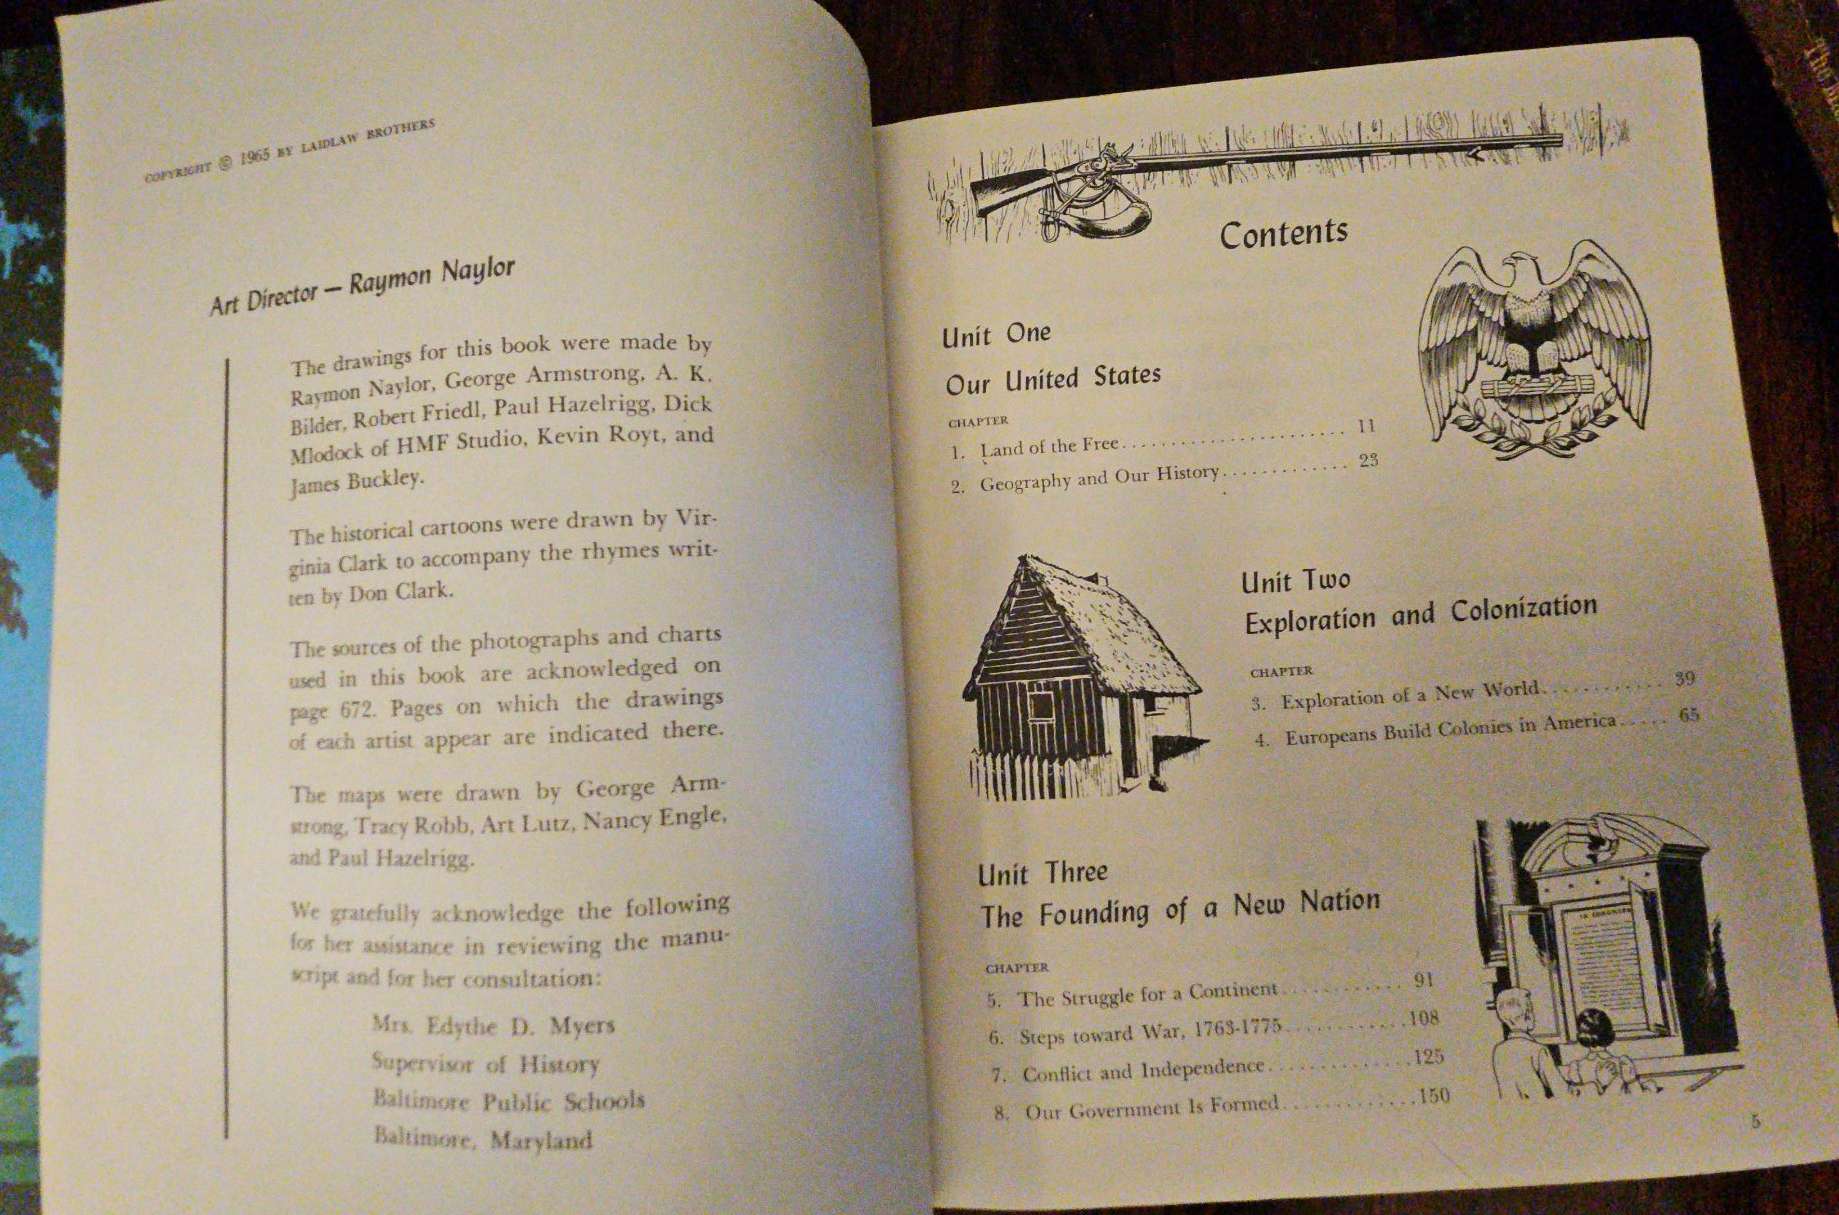 COPYRIGHT © 1965 BY LAIDLAW BROTHERS
Art Director — Raymon Naylor
The drawings for this book were made by
Raymon Naylor, George Armstrong, A. K.
Bilder, Robert Friedl, Paul Hazelrigg, Dick
Mlodock of HMF Studio, Kevin Royt, and
James Buckley.
The historical cartoons were drawn by Vir-
ginia Clark to accompany the rhymes writ-
ten by Don Clark.
The sources of the photographs and charts
used in this book are acknowledged on
page 672. Pages on which the drawings
of each artist appear are indicated there.
The maps were drawn by George Arm-
strong, Tracy Robb, Art Lutz, Nancy Engle,
and Paul Hazelrigg.
We gratefully acknowledge the following
for her assistance in reviewing the manu-
script and for her consultation:
Mrs. Edythe D. Myers
Supervisor of History
Baltimore Public Schools
Baltimore, Maryland
Contents
Unit One
Our United States
CHAPTER
1. Land of the Free...................... 11
2. Geography and Our History............. 23
Unit Two
Exploration and Colonization
CHAPTER
3. Exploration of a New World............ 39
4. Europeans Build Colonies in America..... 65
Unit Three
The Founding of a New Nation
CHAPTER
5. The Struggle for a Continent............ 91
6. Steps toward War, 1763-1775............108
7. Conflict and Independence.............125
8. Our Government Is Formed.............150
IN CONGRESS
5